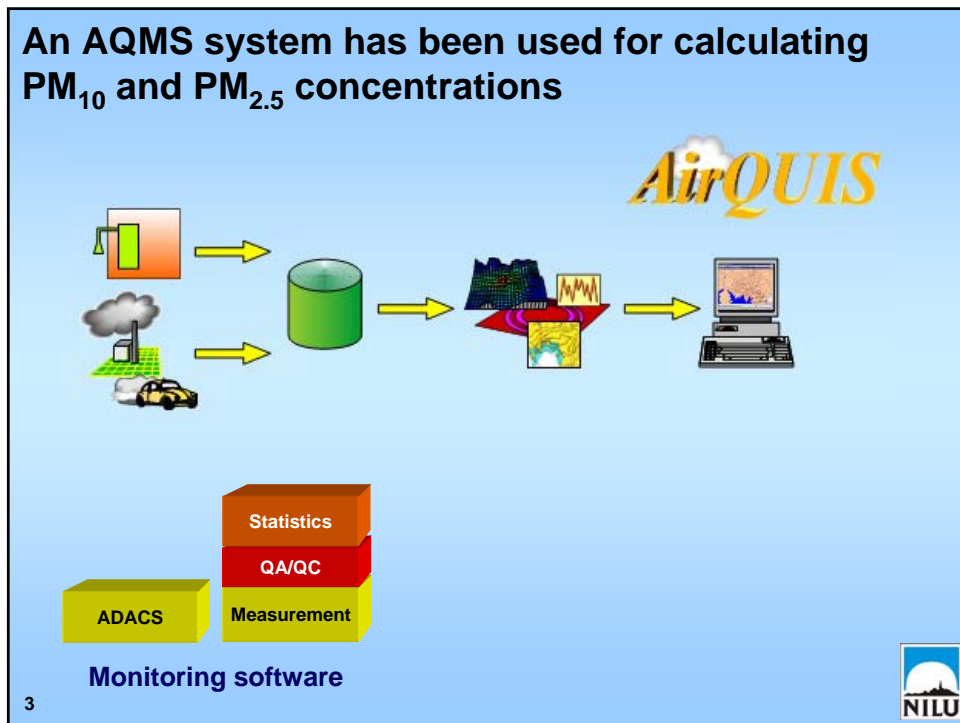 An AQMS system has been used for calculating
PM10 and PM2.5 concentrations
AirQUIS
Statistics
QA/QC
ADACS
Measurement
Monitoring software
3
NILU